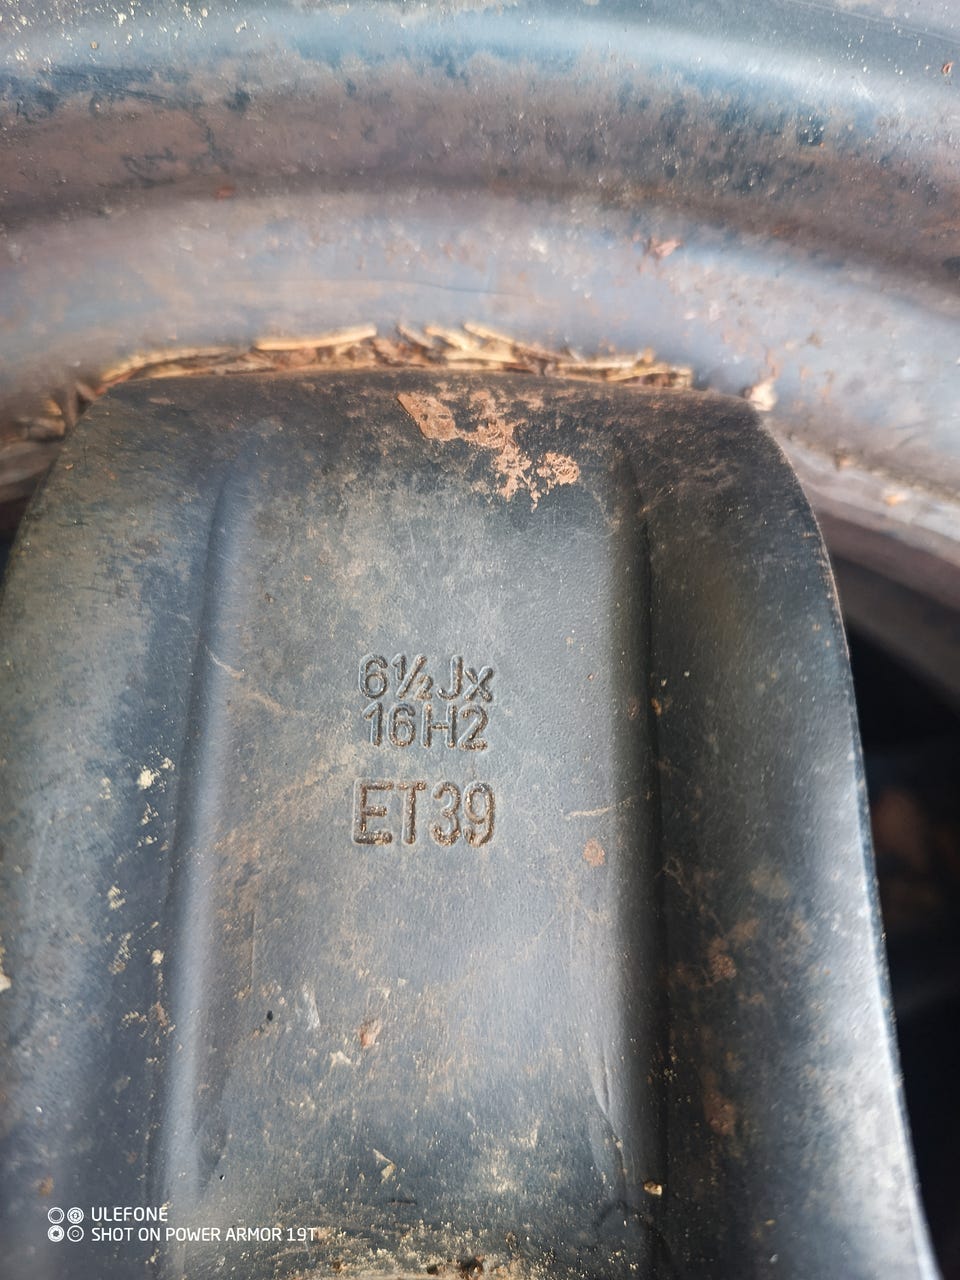 6½Jx
16H2
ET39
ULEFONE
SHOT ON POWER ARMOR 19T